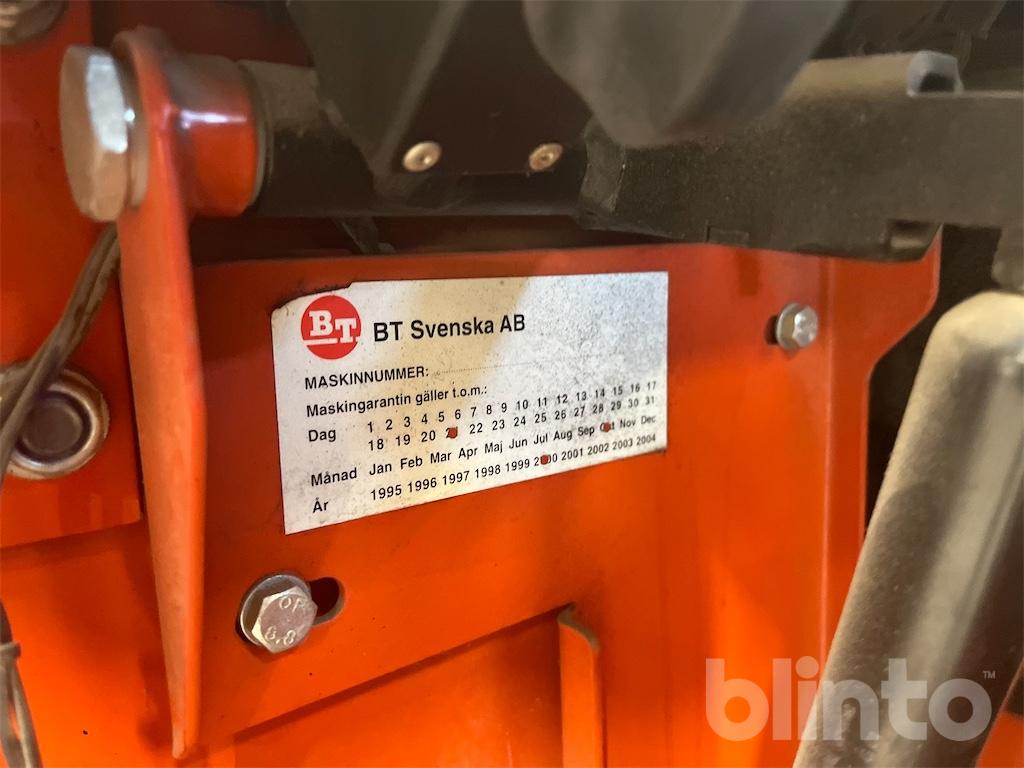 BT BT Svenska AB
MASKINNUMMER:
Maskingarantin gäller t.o.m.:
Dag 1 2 3 4 5 6 7 8 9 10 11 12 13 14 15 16 17
18 19 20 22 23 24 25 26 27 28 29 30 31
Månad Jan Feb Mar Apr Maj Jun Jul Aug Sep Nov Dec
År 1995 1996 1997 1998 1999 2000 2001 2002 2003 2004
8.8
blinto™